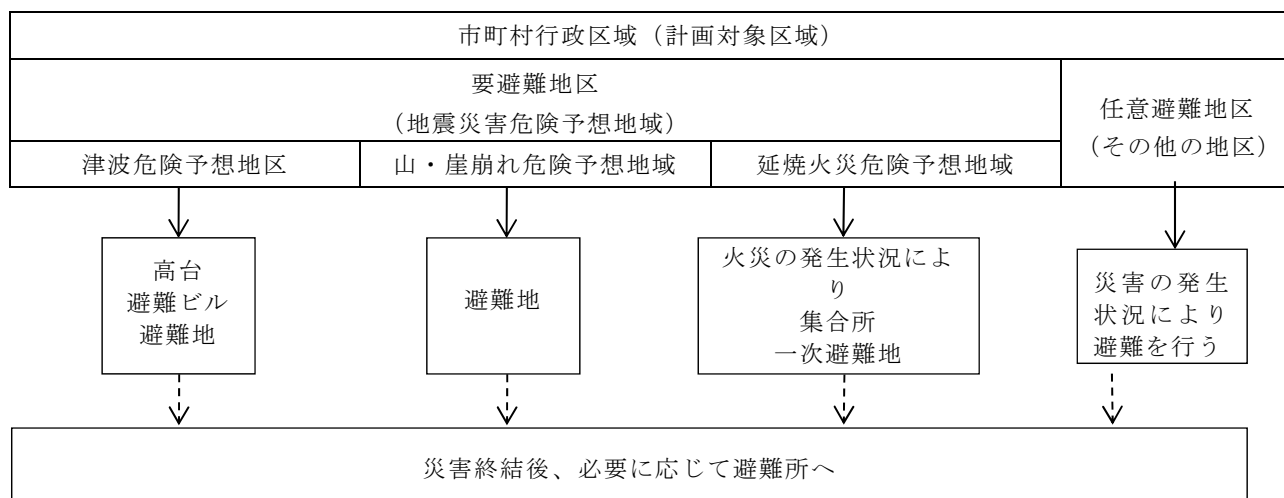 市町村行政区域（計画対象区域）
要避難地区
（地震災害危険予想地域）
任意避難地区
（その他の地区）
津波危険予想地区
山・崖崩れ危険予想地域
延焼火災危険予想地域
高台
避難ビル
避難地
避難地
火災の発生状況によ
り
集合所
一次避難地
災害の発生
状況により
避難を行う
災害終結後、必要に応じて避難所へ